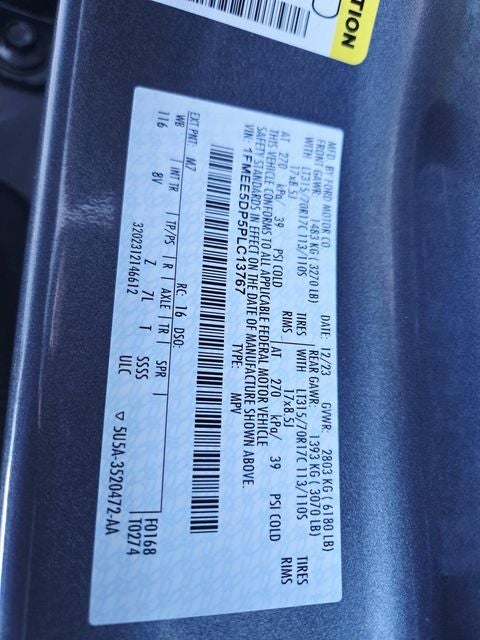 TION
MFD. BY FORD MOTOR CO.
DATE: 12/23 GVWR: 2803 KG ( 6180 LB)
FRONT GAWR: 1483 KG (3270 LB) REAR GAWR: 1393 KG ( 3070 LB)
WITH LT315/70R17C 113/110S TIRES WITH LT315/70R17C 113/110S TIRES
17x8.5J RIMS 17x8.5J RIMS
AT 270 kPa/ 39 PSI COLD AT 270 kPa/ 39 PSI COLD
THIS VEHICLE CONFORMS TO ALL APPLICABLE FEDERAL MOTOR VEHICLE
SAFETY STANDARDS IN EFFECT ON THE DATE OF MANUFACTURE SHOWN ABOVE.
VIN: 1FMEE5DP5PLC13767 TYPE: MPV
EXT PNT: M7 RC: 16 DSO: F0168
T0274
WB INT TR TP/PS R AXLE TR SPR
116 8V Z 7L T SSSS
3202312146612 UILC 5U5A-3520472-AA